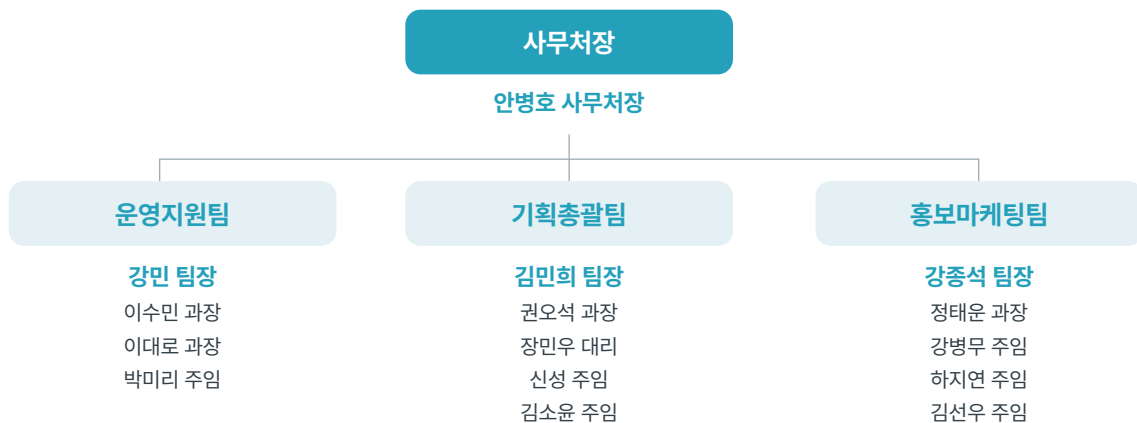 사무처장
안병호 사무처장
운영지원팀
강민 팀장
이수민 과장
이대로 과장
박미리 주임
기획총괄팀
김민희 팀장
권오석 과장
장민우 대리
신성 주임
김소윤 주임
홍보마케팅팀
강종석 팀장
정태운 과장
강병무 주임
하지연 주임
김선우 주임